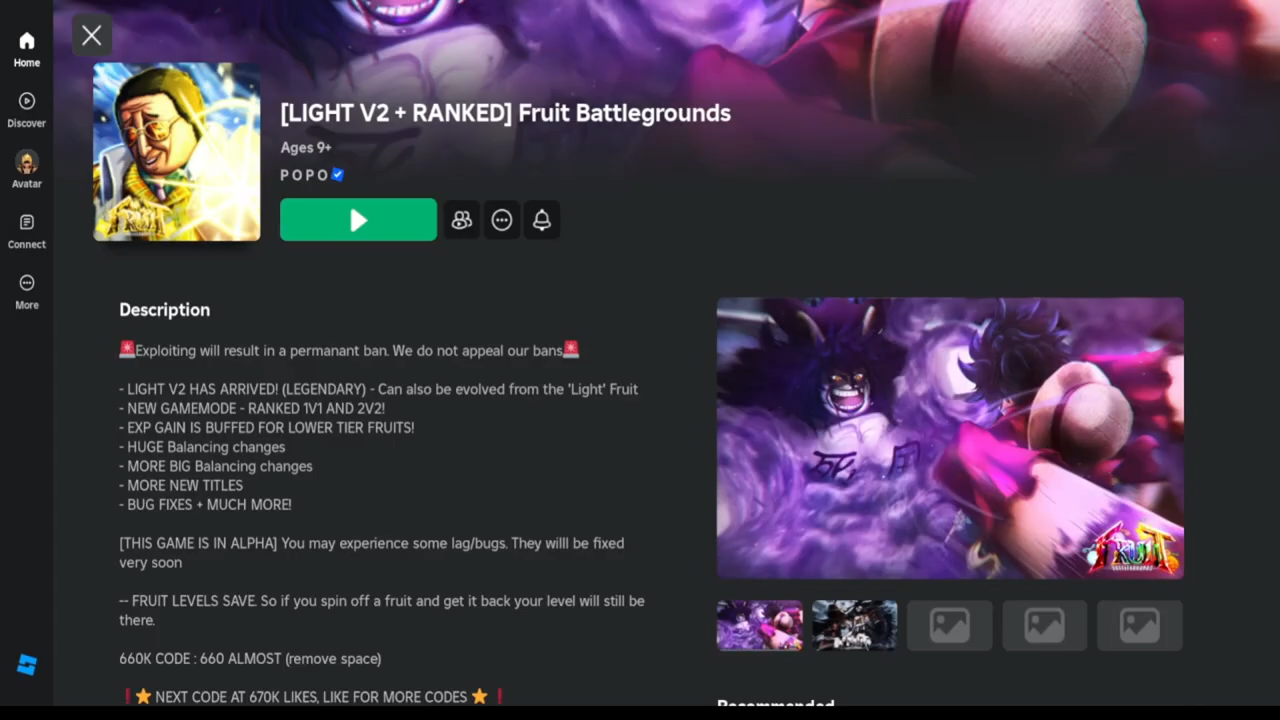 Home
Discover
Avatar
Connect
More
[LIGHT V2 + RANKED] Fruit Battlegrounds
Ages 9+
P O P O
Description
🚨Exploiting will result in a permanant ban. We do not appeal our bans🚨
- LIGHT V2 HAS ARRIVED! (LEGENDARY) - Can also be evolved from the 'Light' Fruit
- NEW GAMEMODE - RANKED 1V1 AND 2V2!
- EXP GAIN IS BUFFED FOR LOWER TIER FRUITS!
- HUGE Balancing changes
- MORE BIG Balancing changes
- MORE NEW TITLES
- BUG FIXES + MUCH MORE!
[THIS GAME IS IN ALPHA] You may experience some lag/bugs. They willl be fixed
very soon
-- FRUIT LEVELS SAVE. So if you spin off a fruit and get it back your level will still be
there.
660K CODE : 660 ALMOST (remove space)
❗⭐ NEXT CODE AT 670K LIKES, LIKE FOR MORE CODES ⭐❗
死
FRUIT
Recommended